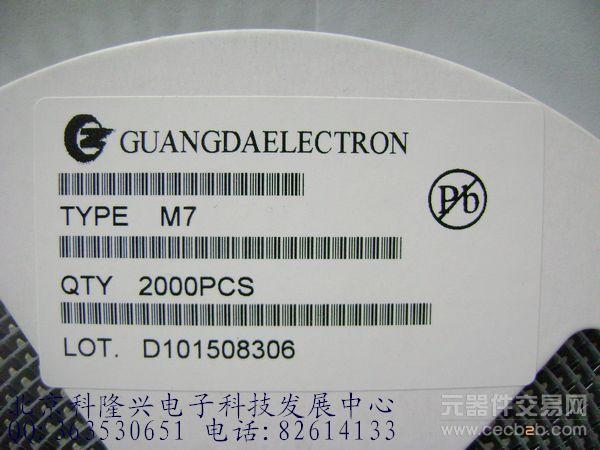 GUANGDAELECTRON
Pb
TYPE M7
QTY 2000PCS
LOT. D101508306
北京科隆兴电子科技发展中心
QQ:363530651 电话:82614133
元器件交易网
www.cecb2b.com